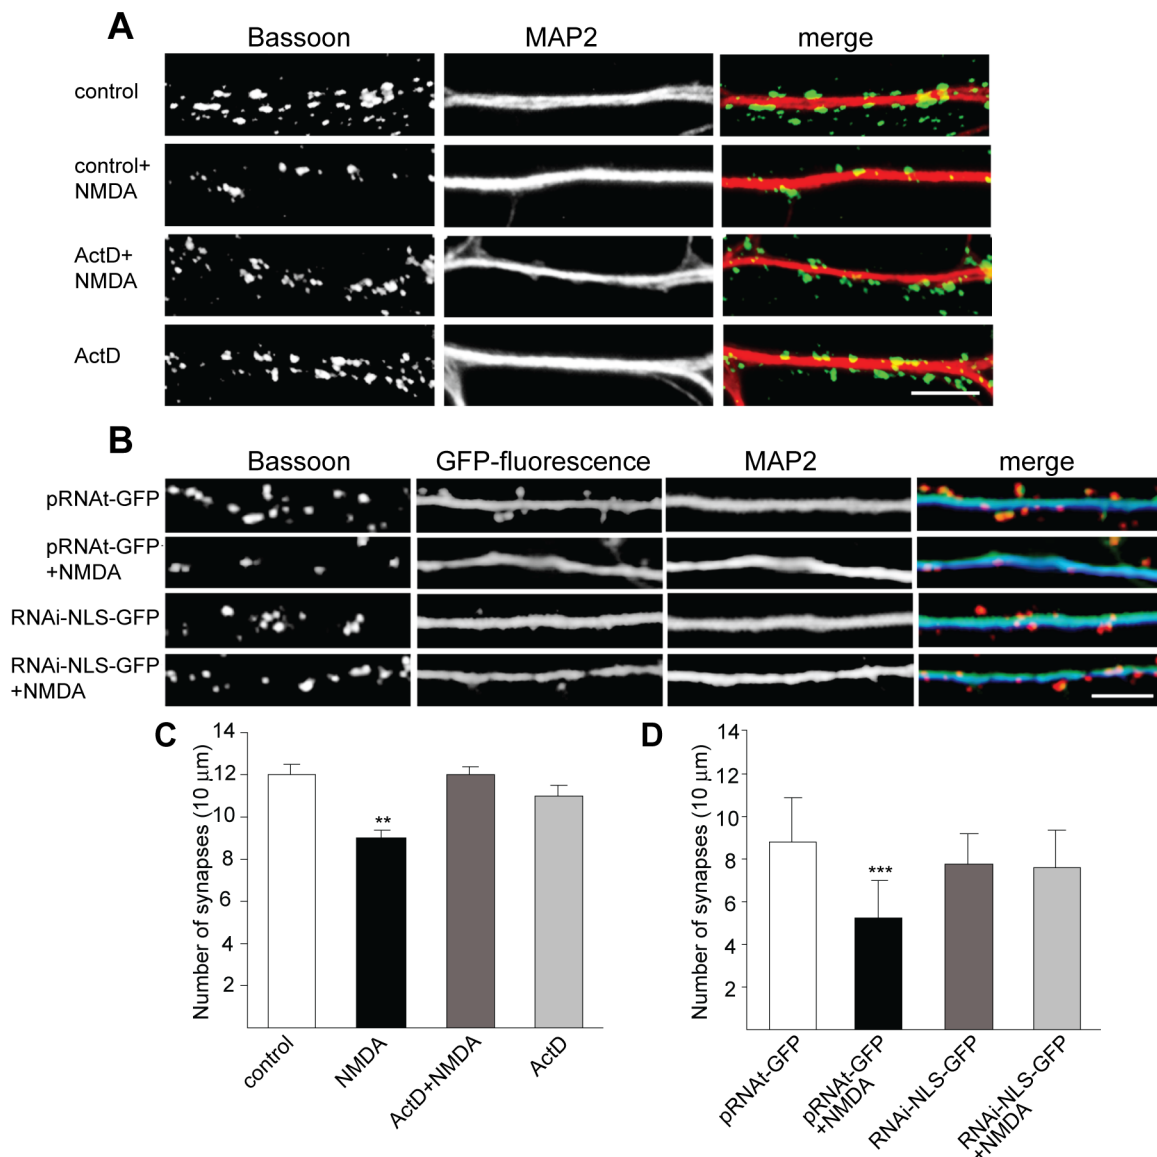 A
Bassoon MAP2 merge
control
control+
NMDA
ActD+
NMDA
ActD
B
Bassoon GFP-fluorescence MAP2 merge
pRNAt-GFP
pRNAt-GFP
+NMDA
RNAi-NLS-GFP
RNAi-NLS-GFP
+NMDA
C
Number of synapses (10 µm)
14
12
10
8
6
4
2
**
control
NMDA
ActD+NMDA
ActD
D
Number of synapses (10 µm)
14
12
10
8
6
4
2
***
pRNAt-GFP
pRNAt-GFP
+NMDA
RNAi-NLS-GFP
RNAi-NLS-GFP
+NMDA